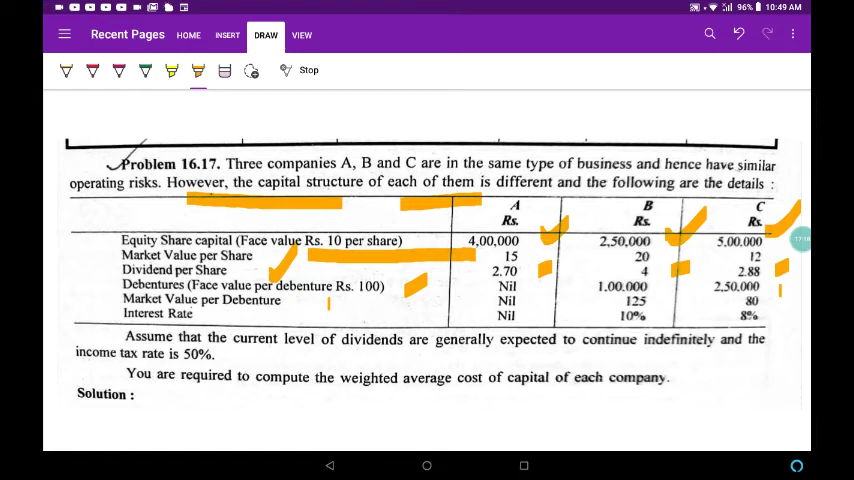 96% 10:49 AM
Recent Pages HOME INSERT DRAW VIEW
Stop
Problem 16.17. Three companies A, B and C are in the same type of business and hence have similar
operating risks. However, the capital structure of each of them is different and the following are the details :
A B C
Rs. Rs. Rs.
Equity Share capital (Face value Rs. 10 per share) 4,00,000 2,50,000 5.00.000
Market Value per Share 15 20 12
Dividend per Share 2.70 4 2.88
Debentures (Face value per debenture Rs. 100) Nil 1.00.000 2,50.000
Market Value per Debenture Nil 125 80
Interest Rate Nil 10% 8%
Assume that the current level of dividends are generally expected to continue indefinitely and the
income tax rate is 50%.
You are required to compute the weighted average cost of capital of each company.
Solution :
17:18